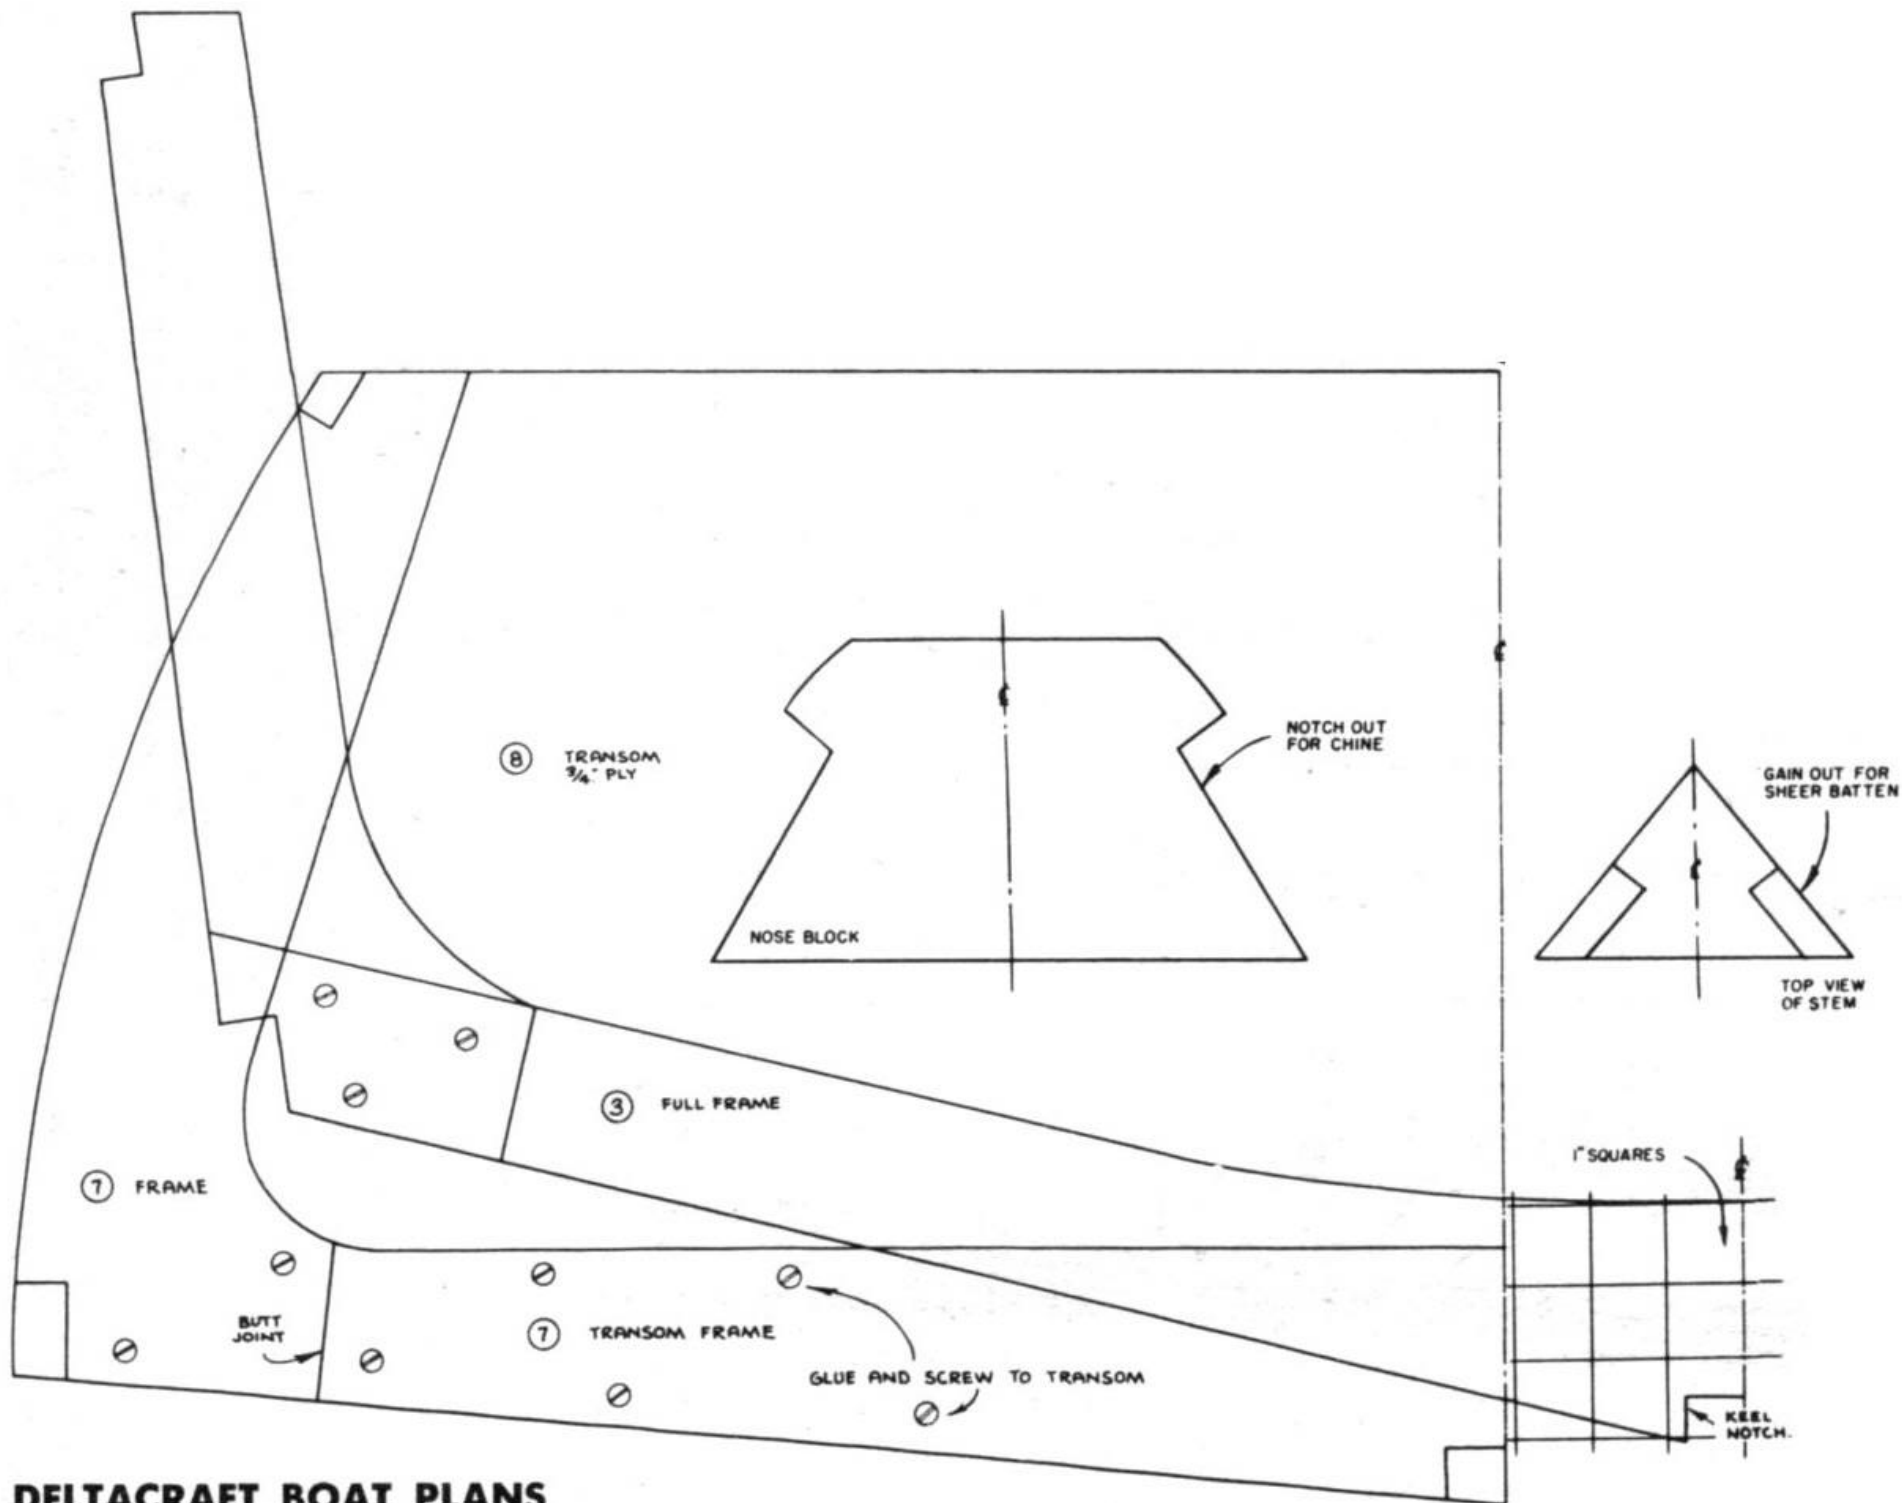 8 TRANSOM
3/4" PLY
NOTCH OUT
FOR CHINE
NOSE BLOCK
GAIN OUT FOR
SHEER BATTEN
TOP VIEW
OF STEM
3 FULL FRAME
1" SQUARES
7 FRAME
BUTT
JOINT
7 TRANSOM FRAME
GLUE AND SCREW TO TRANSOM
KEEL
NOTCH.
DELTACRAFT BOAT PLANS